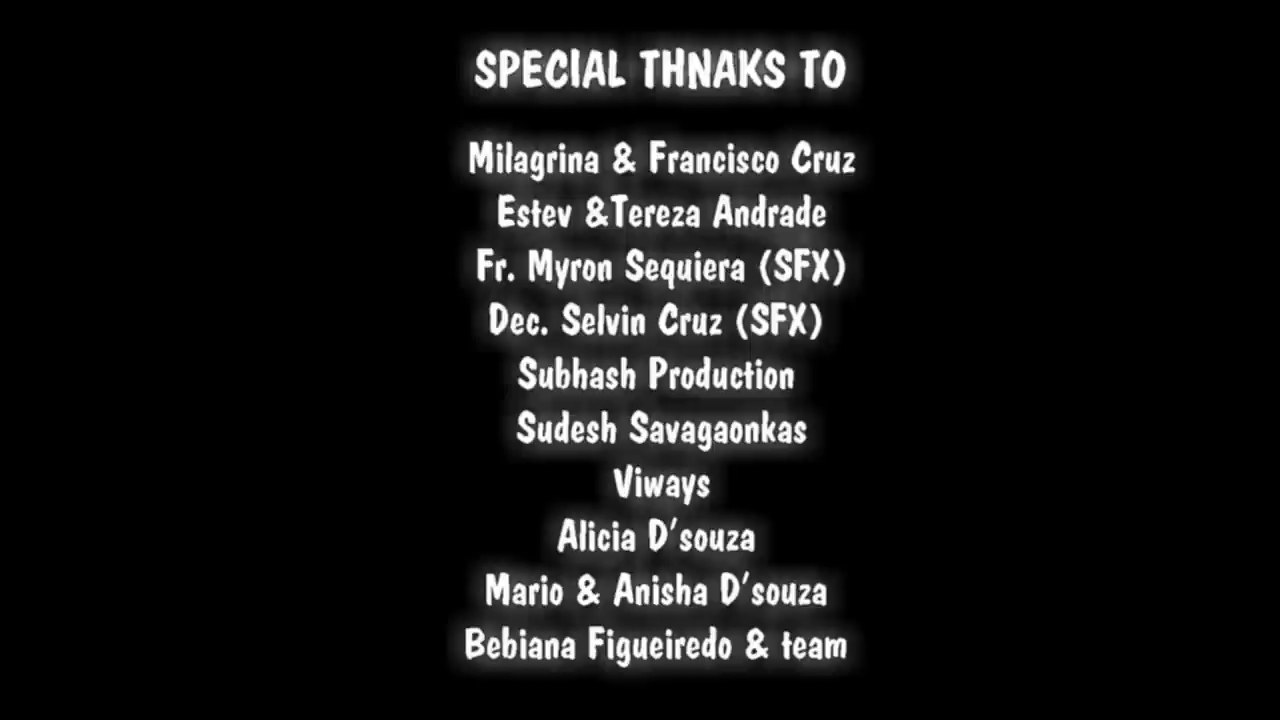 SPECIAL THNAKS TO
Milagrina & Francisco Cruz
Estev &Tereza Andrade
Fr. Myron Sequiera (SFX)
Dec. Selvin Cruz (SFX)
Subhash Production
Sudesh Savagaonkas
Viways
Alicia D'souza
Mario & Anisha D'souza
Bebiana Figueiredo & team